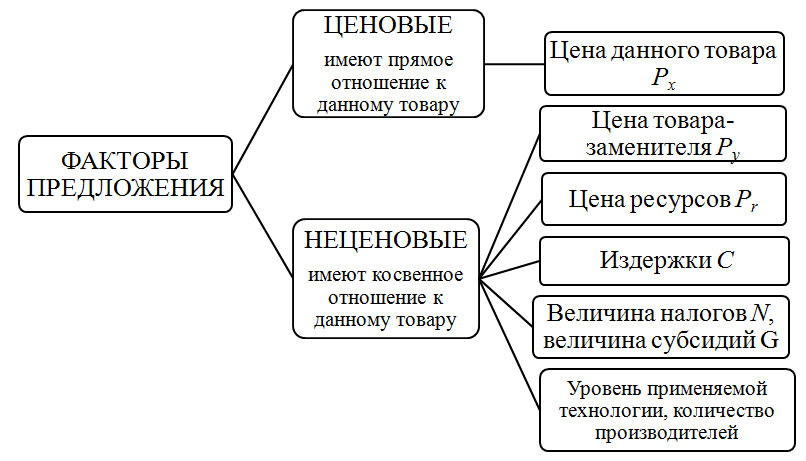 ФАКТОРЫ
ПРЕДЛОЖЕНИЯ
ЦЕНОВЫЕ
имеют прямое
отношение к
данному товару
Цена данного товара
Px
НЕЦЕНОВЫЕ
имеют косвенное
отношение к
данному товару
Цена товара-
заменителя Py
Цена ресурсов Pr
Издержки C
Величина налогов N,
величина субсидий G
Уровень применяемой
технологии, количество
производителей